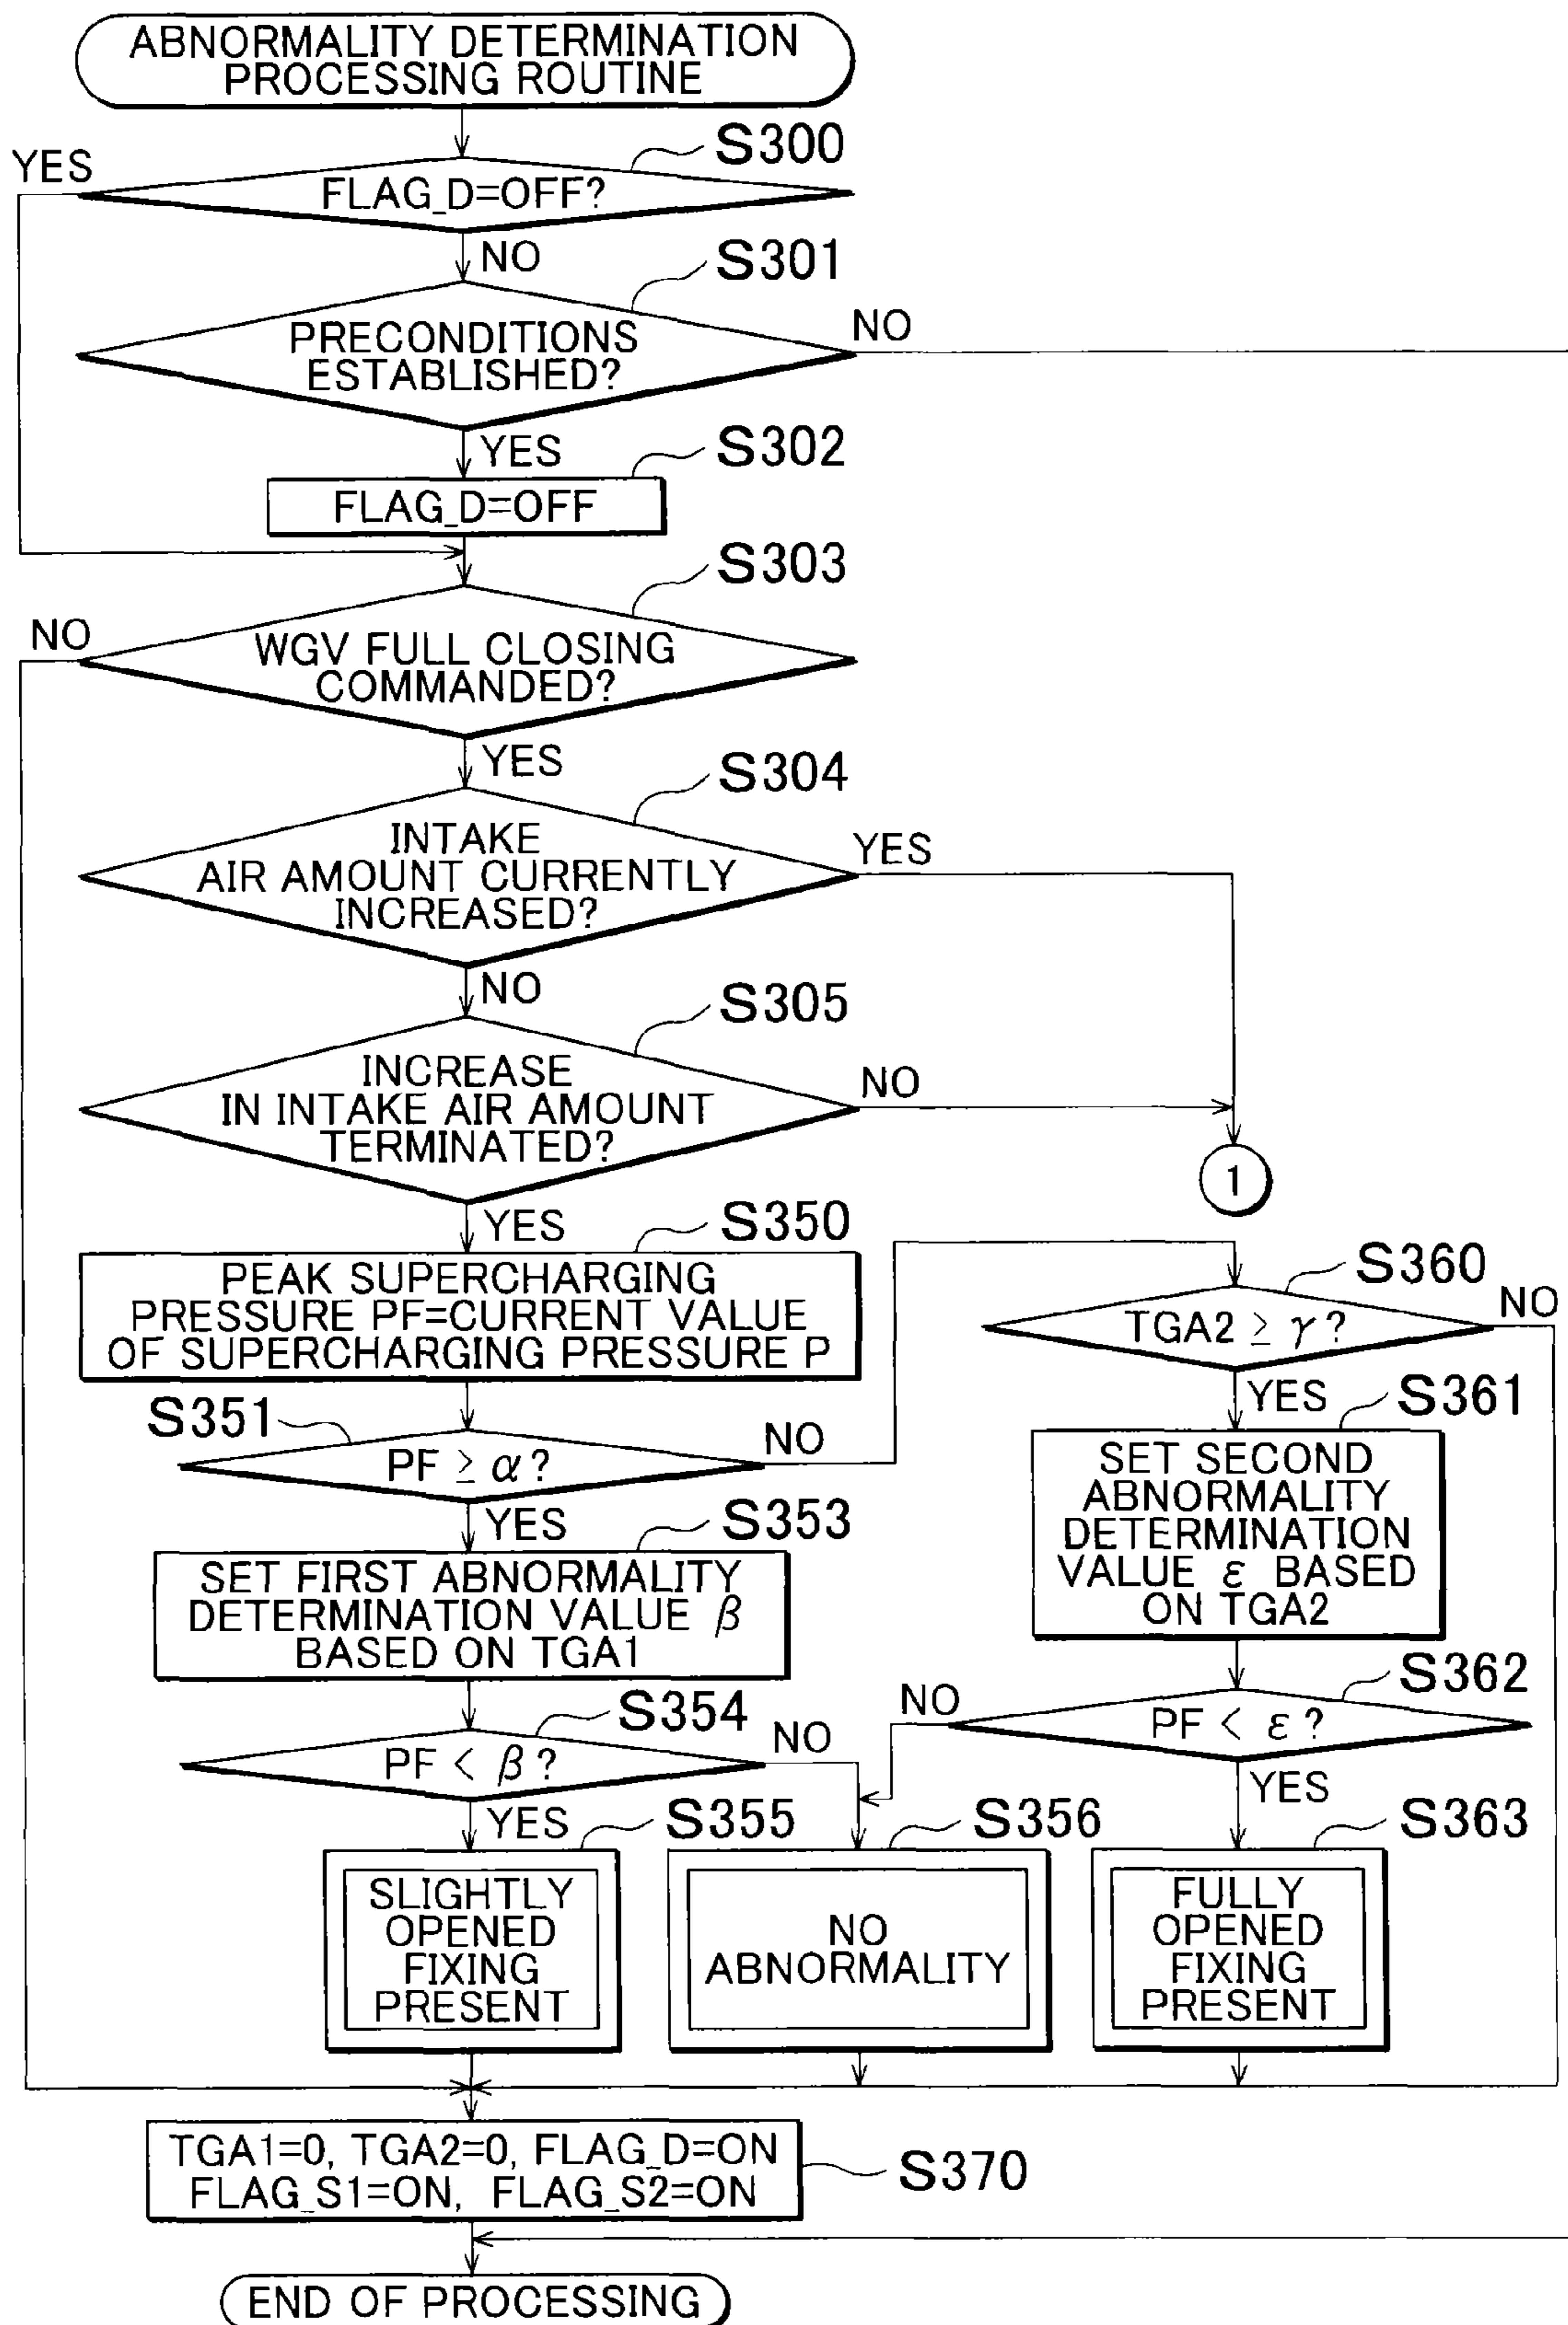 ABNORMALITY DETERMINATION
PROCESSING ROUTINE
S300
YES
FLAG_D=OFF?
NO
S301
PRECONDITIONS
ESTABLISHED?
NO
YES
S302
FLAG_D=OFF
S303
NO
WGV FULL CLOSING
COMMANDED?
YES
S304
INTAKE
AIR AMOUNT CURRENTLY
INCREASED?
YES
NO
S305
INCREASE
IN INTAKE AIR AMOUNT
TERMINATED?
NO
1
YES
S350
PEAK SUPERCHARGING
PRESSURE PF=CURRENT VALUE
OF SUPERCHARGING PRESSURE P
S360
TGA2 ≥ γ?
NO
YES
S351
PF ≥ α?
NO
YES
S361
SET SECOND
ABNORMALITY
DETERMINATION
VALUE ε BASED
ON TGA2
S353
SET FIRST ABNORMALITY
DETERMINATION VALUE β
BASED ON TGA1
S362
NO
PF < ε?
YES
S354
PF < β?
NO
YES
S355
SLIGHTLY
OPENED
FIXING
PRESENT
S356
NO
ABNORMALITY
S363
FULLY
OPENED
FIXING
PRESENT
TGA1=0, TGA2=0, FLAG_D=ON
FLAG_S1=ON, FLAG_S2=ON
S370
END OF PROCESSING